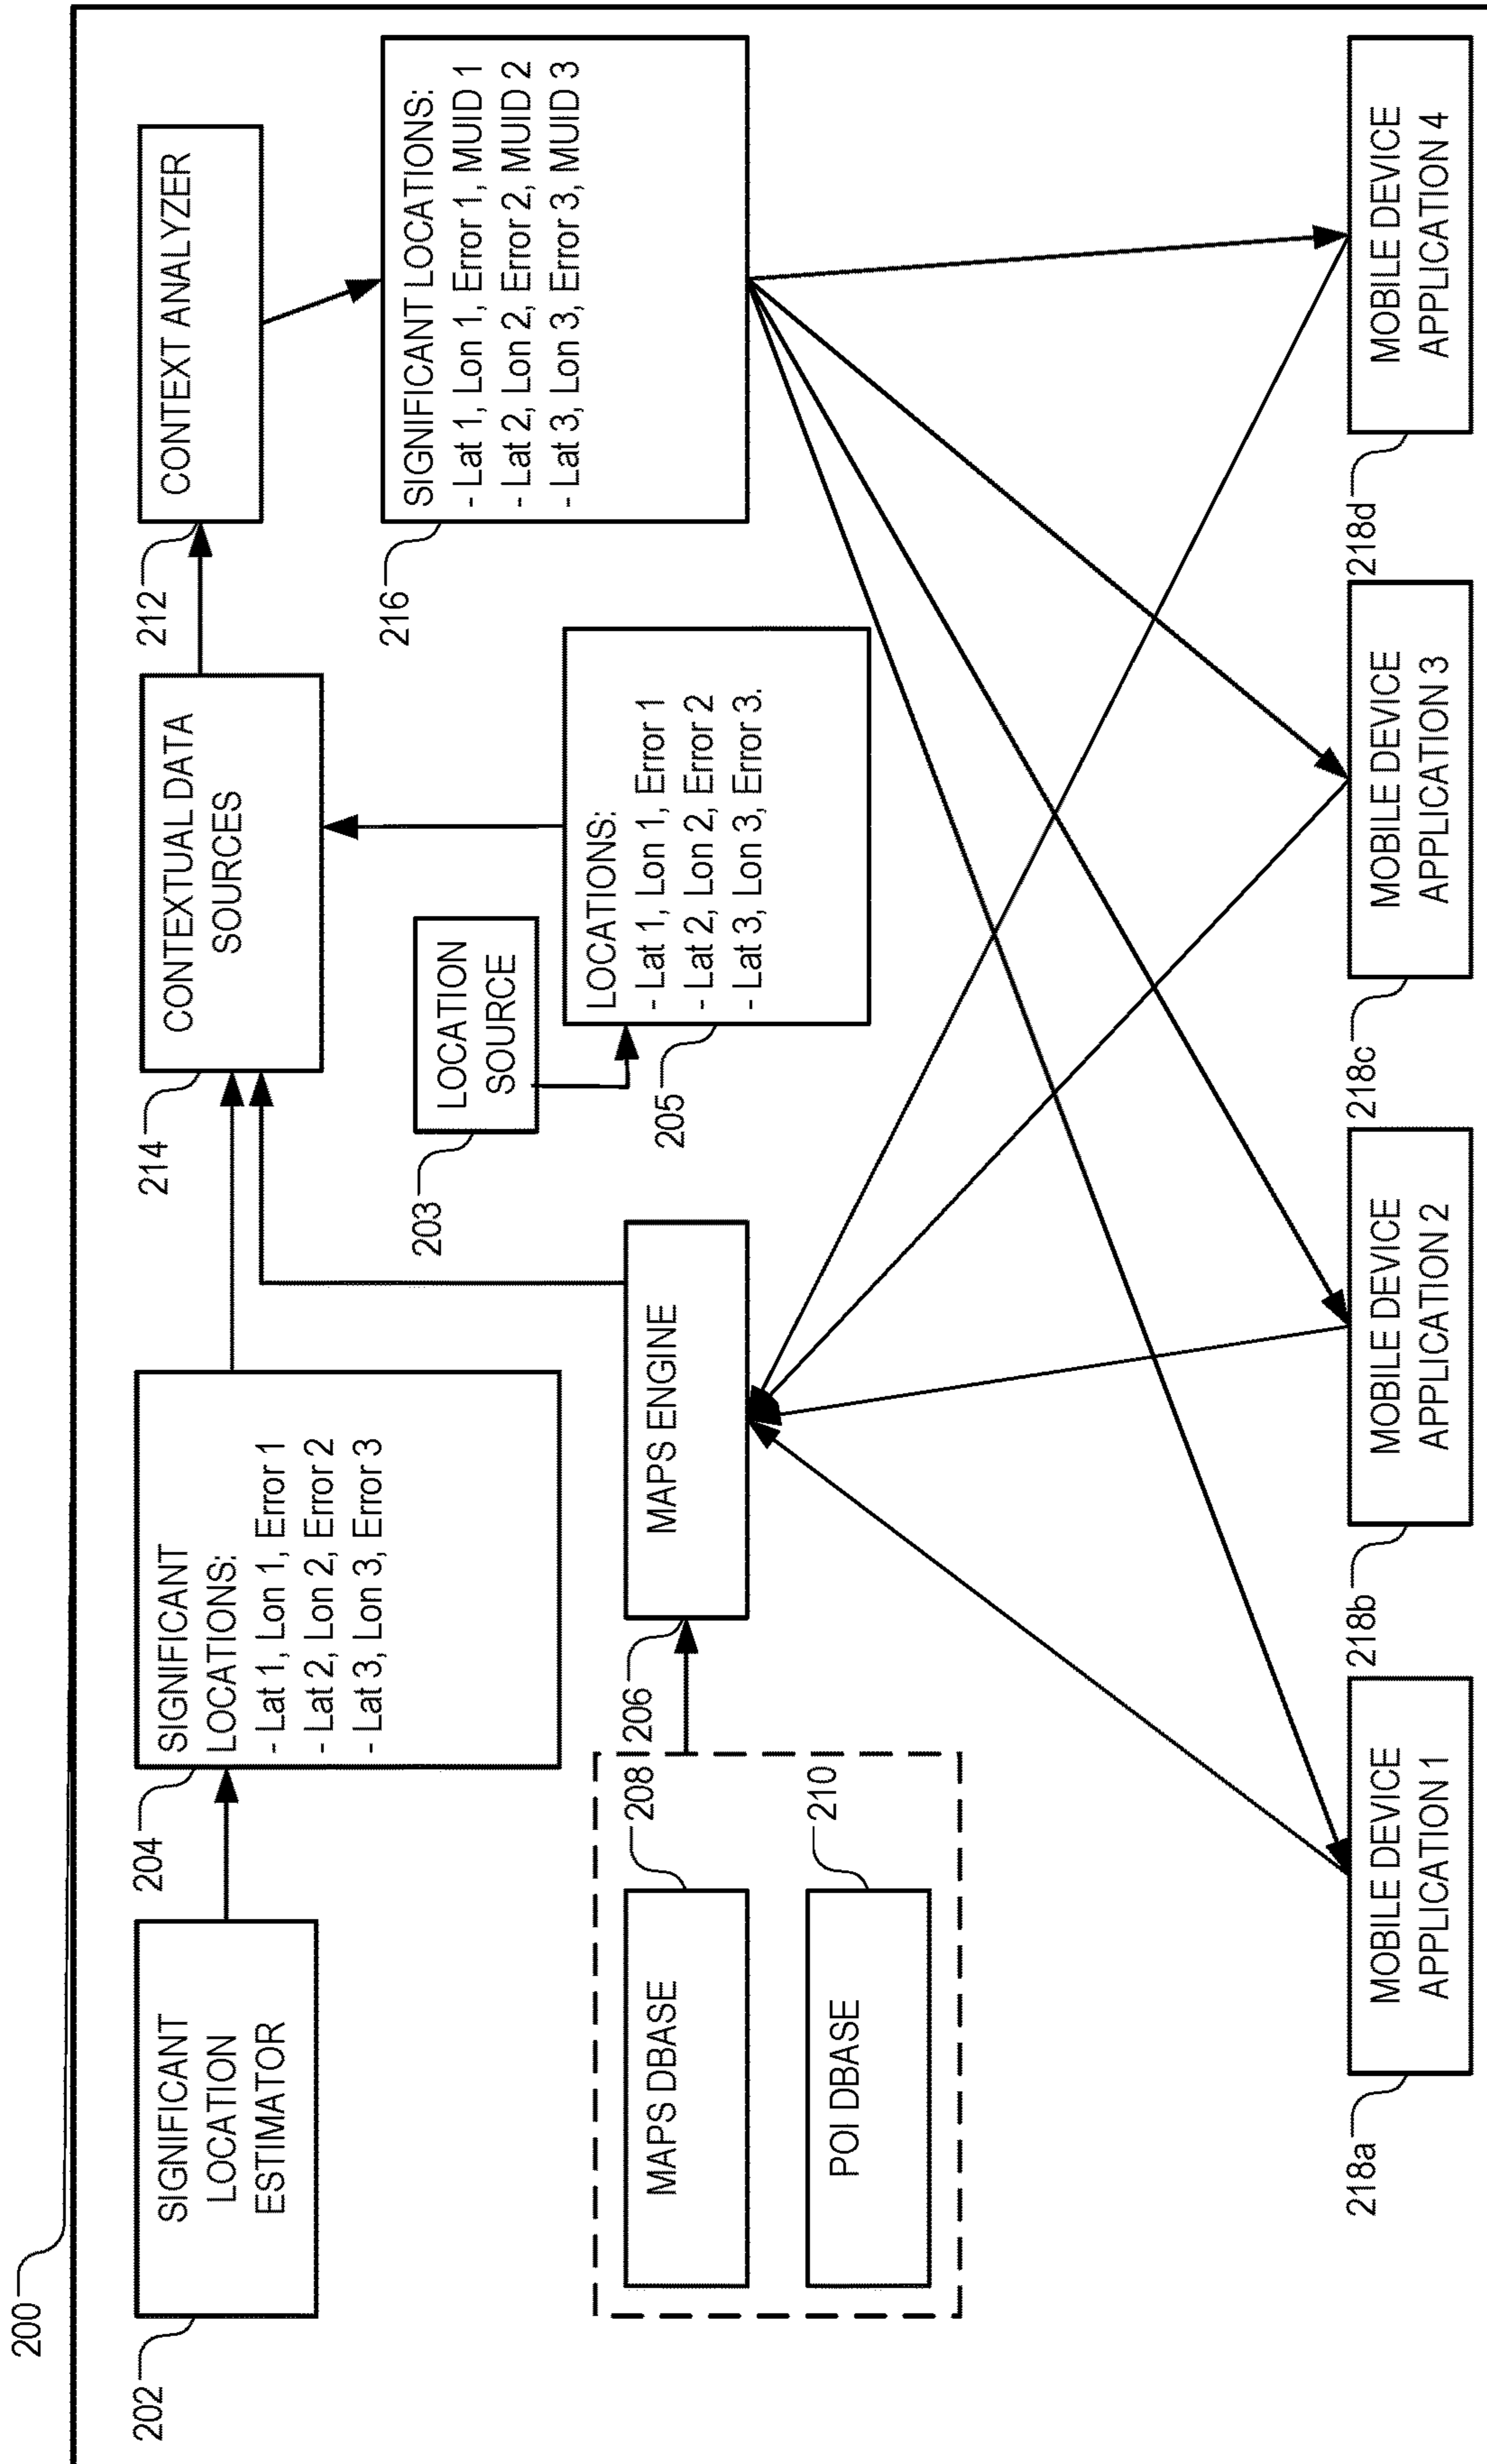 200
202
SIGNIFICANT
LOCATION
ESTIMATOR
204
SIGNIFICANT
LOCATIONS:
- Lat 1, Lon 1, Error 1
- Lat 2, Lon 2, Error 2
- Lat 3, Lon 3, Error 3
214
CONTEXTUAL DATA
SOURCES
212
CONTEXT ANALYZER
203
LOCATION
SOURCE
205
LOCATIONS:
- Lat 1, Lon 1, Error 1
- Lat 2, Lon 2, Error 2
- Lat 3, Lon 3, Error 3.
216
SIGNIFICANT LOCATIONS:
- Lat 1, Lon 1, Error 1, MUID 1
- Lat 2, Lon 2, Error 2, MUID 2
- Lat 3, Lon 3, Error 3, MUID 3
208
MAPS DBASE
210
POI DBASE
206
MAPS ENGINE
218a
MOBILE DEVICE
APPLICATION 1
218b
MOBILE DEVICE
APPLICATION 2
218c
MOBILE DEVICE
APPLICATION 3
218d
MOBILE DEVICE
APPLICATION 4